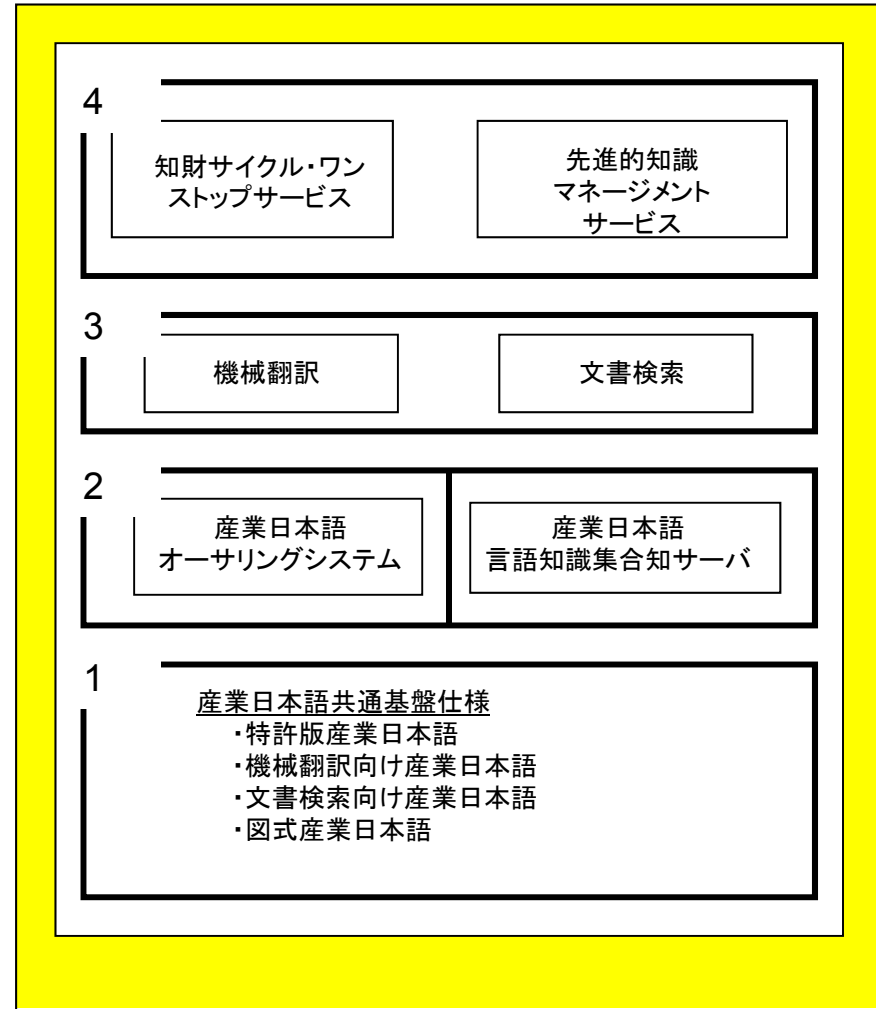 4
知財サイクル・ワン
ストップサービス
先進的知識
マネージメント
サービス
3
機械翻訳
文書検索
2
産業日本語
オーサリングシステム
産業日本語
言語知識集合知サーバ
1
産業日本語共通基盤仕様
・特許版産業日本語
・機械翻訳向け産業日本語
・文書検索向け産業日本語
・図式産業日本語